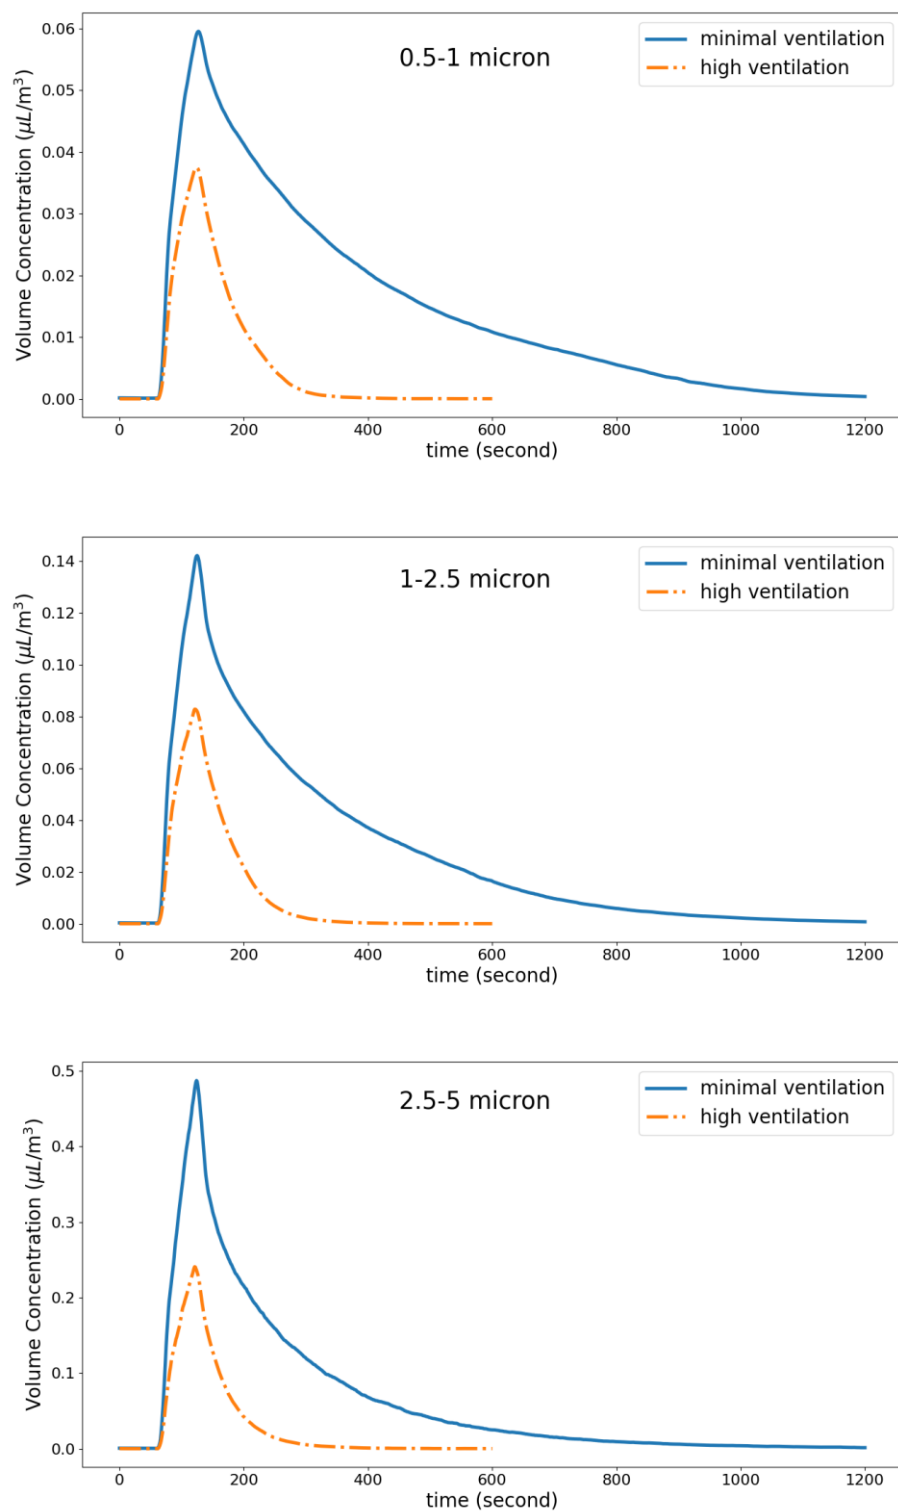 0.5-1 micron
minimal ventilation
high ventilation
Volume Concentration (μL/m³)
0.06
0.05
0.04
0.03
0.02
0.01
0.00
0 200 400 600 800 1000 1200
time (second)
1-2.5 micron
minimal ventilation
high ventilation
Volume Concentration (μL/m³)
0.14
0.12
0.10
0.08
0.06
0.04
0.02
0.00
0 200 400 600 800 1000 1200
time (second)
2.5-5 micron
minimal ventilation
high ventilation
Volume Concentration (μL/m³)
0.5
0.4
0.3
0.2
0.1
0.0
0 200 400 600 800 1000 1200
time (second)